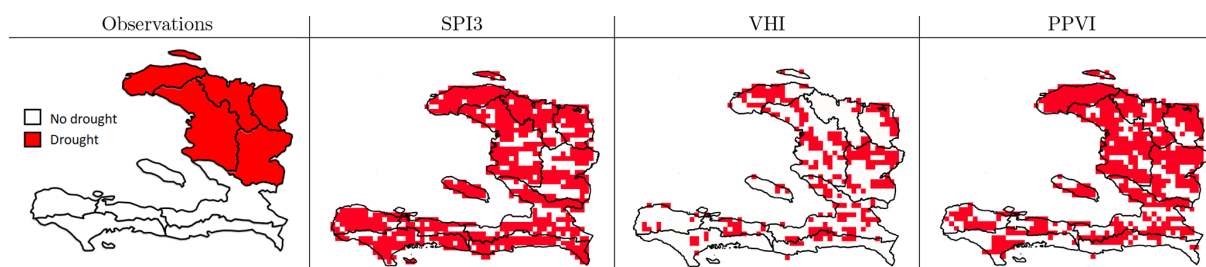 Observations
SPI3
VHI
PPVI
No drought
Drought